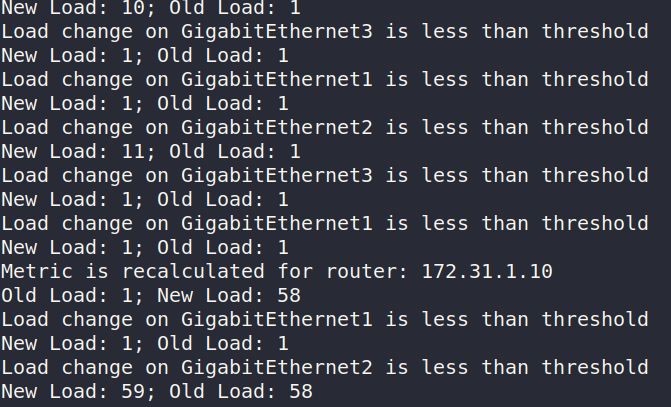 New Load: 10; Old Load: 1
Load change on GigabitEthernet3 is less than threshold
New Load: 1; Old Load: 1
Load change on GigabitEthernet1 is less than threshold
New Load: 1; Old Load: 1
Load change on GigabitEthernet2 is less than threshold
New Load: 11; Old Load: 1
Load change on GigabitEthernet3 is less than threshold
New Load: 1; Old Load: 1
Load change on GigabitEthernet1 is less than threshold
New Load: 1; Old Load: 1
Metric is recalculated for router: 172.31.1.10
Old Load: 1; New Load: 58
Load change on GigabitEthernet1 is less than threshold
New Load: 1; Old Load: 1
Load change on GigabitEthernet2 is less than threshold
New Load: 59; Old Load: 58